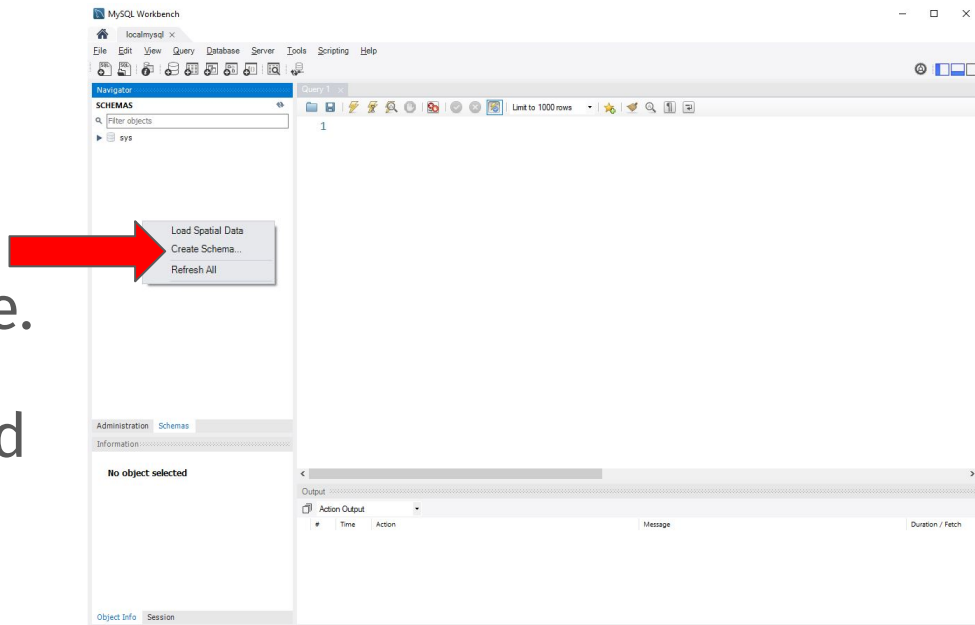 MySQL Workbench
localmysql
File Edit View Query Database Server Tools Scripting Help
Navigator
Query 1
SCHEMAS
Limit to 1000 rows
Filter objects
1
sys
Load Spatial Data
Create Schema...
Refresh All
e.
d
Administration Schemas
Information
No object selected
Output
Action Output
# Time Action Message Duration / Fetch
Object Info Session